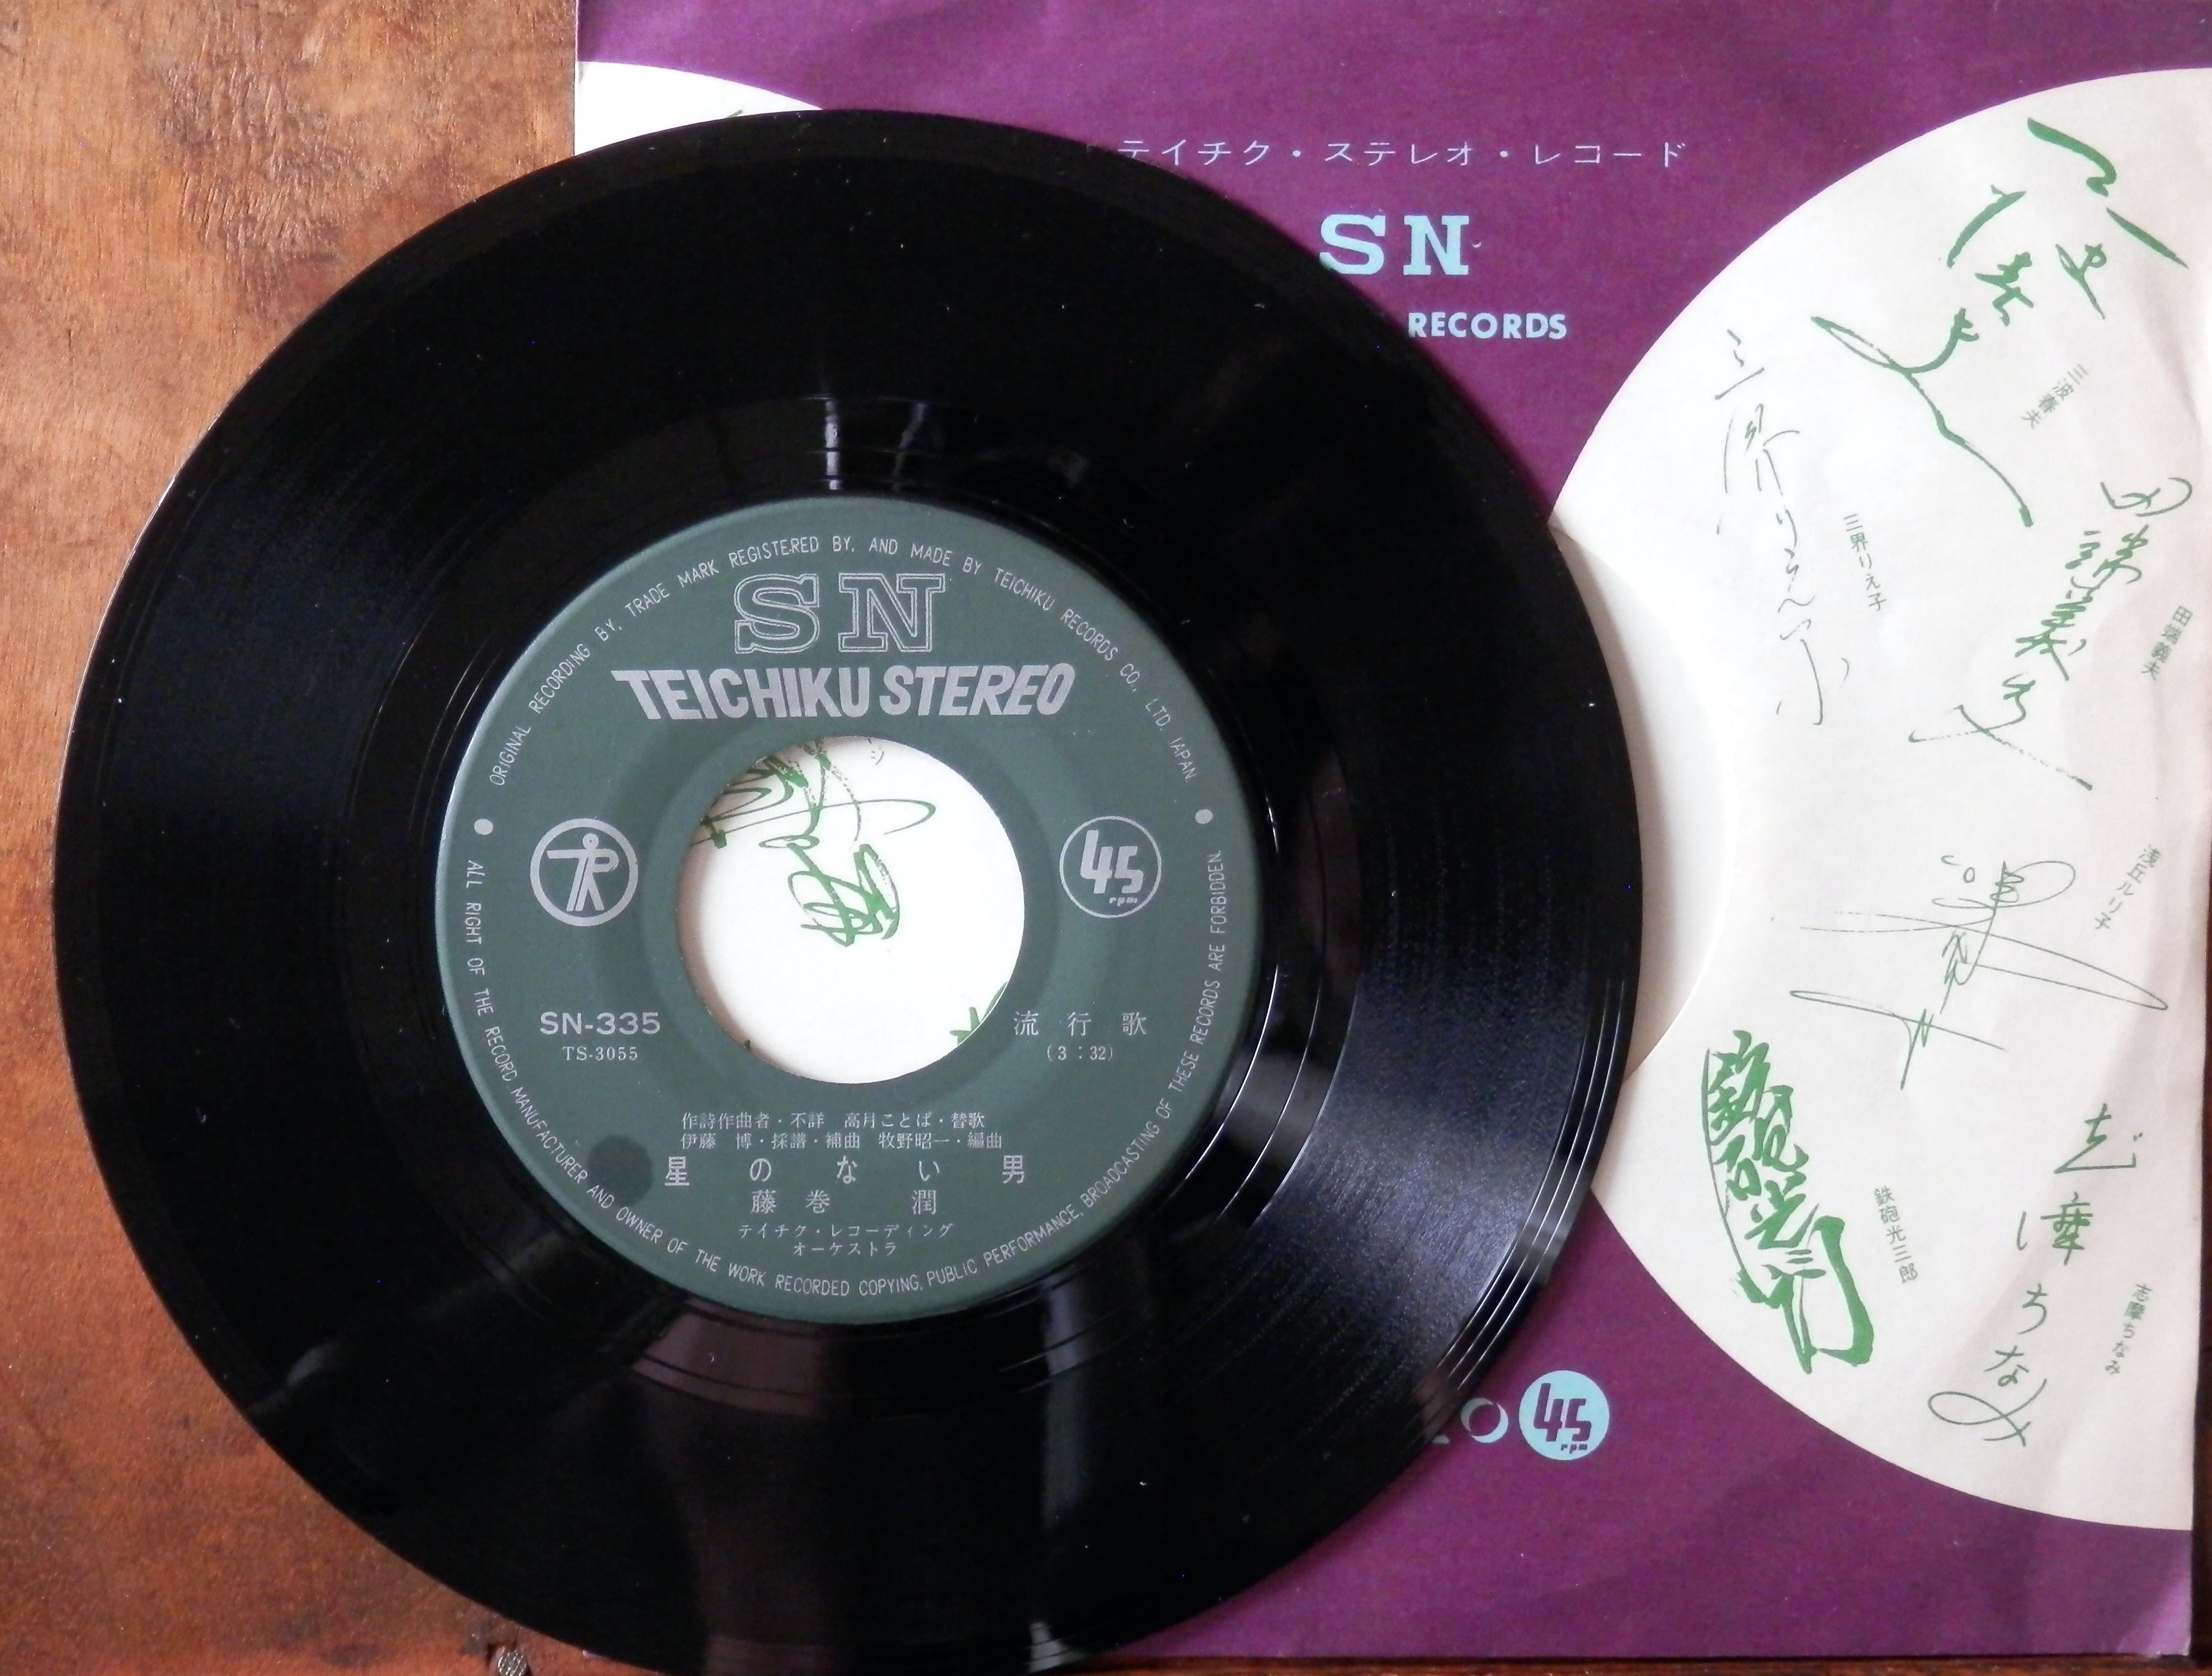 テイチク・ステレオ・レコード
SN
RECORDS
三波春夫
三界りえ子
田端義夫
浅丘ルリ子
鉄砲光三郎
志摩ちなみ
45
rpm
ORIGINAL RECORDING BY, TRADE MARK REGISTERED BY, AND MADE BY TEICHIKU RECORDS CO., LTD. JAPAN.
SN
TEICHIKU STEREO
45
rpm
SN-335
TS-3055
流行歌
(3:32)
作詩作曲者・不詳 高月ことば・替歌
伊藤 博・採譜・補曲 牧野昭一・編曲
星のない男
藤巻 潤
テイチク・レコーディング
オーケストラ
ALL RIGHT OF THE RECORD MANUFACTURER AND OWNER OF THE WORK RECORDED COPYING, PUBLIC PERFORMANCE, BROADCASTING OF THESE RECORDS ARE FORBIDDEN.